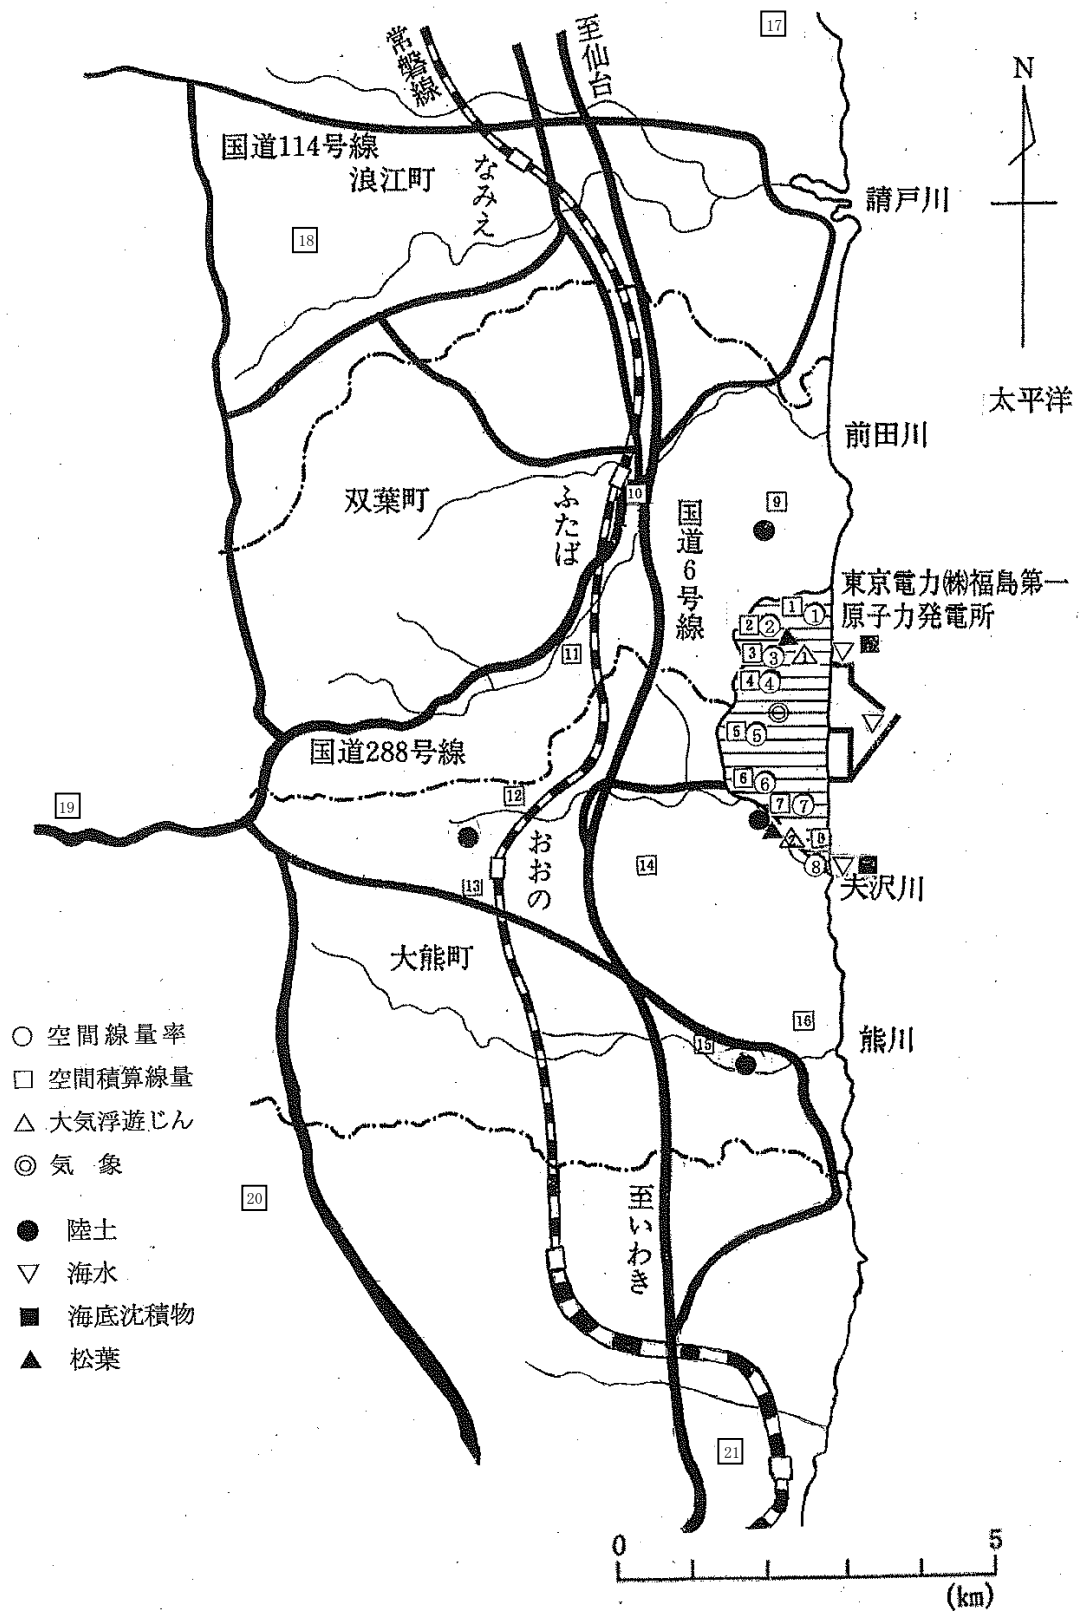 17
常磐線
至仙台
N
国道114号線
浪江町
なみえ
請戸川
18
太平洋
前田川
双葉町
ふたば
10
9
国道6号線
東京電力㈱福島第一
原子力発電所
1 ①
2 ②
3 ③ 1
4 ④
5 ⑤
6 ⑥
7 ⑦
2 8
⑧
11
国道288号線
19
12
おおの
13
14
夫沢川
大熊町
16
15
熊川
○ 空間線量率
□ 空間積算線量
△ 大気浮遊じん
◎ 気象
20
至いわき
● 陸土
▽ 海水
■ 海底沈積物
▲ 松葉
21
0 5
(km)